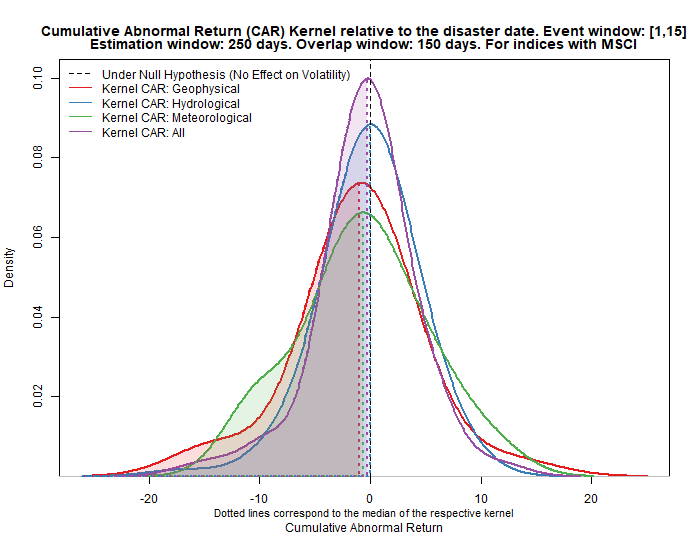 Cumulative Abnormal Return (CAR) Kernel relative to the disaster date. Event window: [1,15]
Estimation window: 250 days. Overlap window: 150 days. For indices with MSCI
Under Null Hypothesis (No Effect on Volatility)
Kernel CAR: Geophysical
Kernel CAR: Hydrological
Kernel CAR: Meteorological
Kernel CAR: All
0.10
0.08
0.06
0.04
0.02
Density
-20 -10 0 10 20
Dotted lines correspond to the median of the respective kernel
Cumulative Abnormal Return